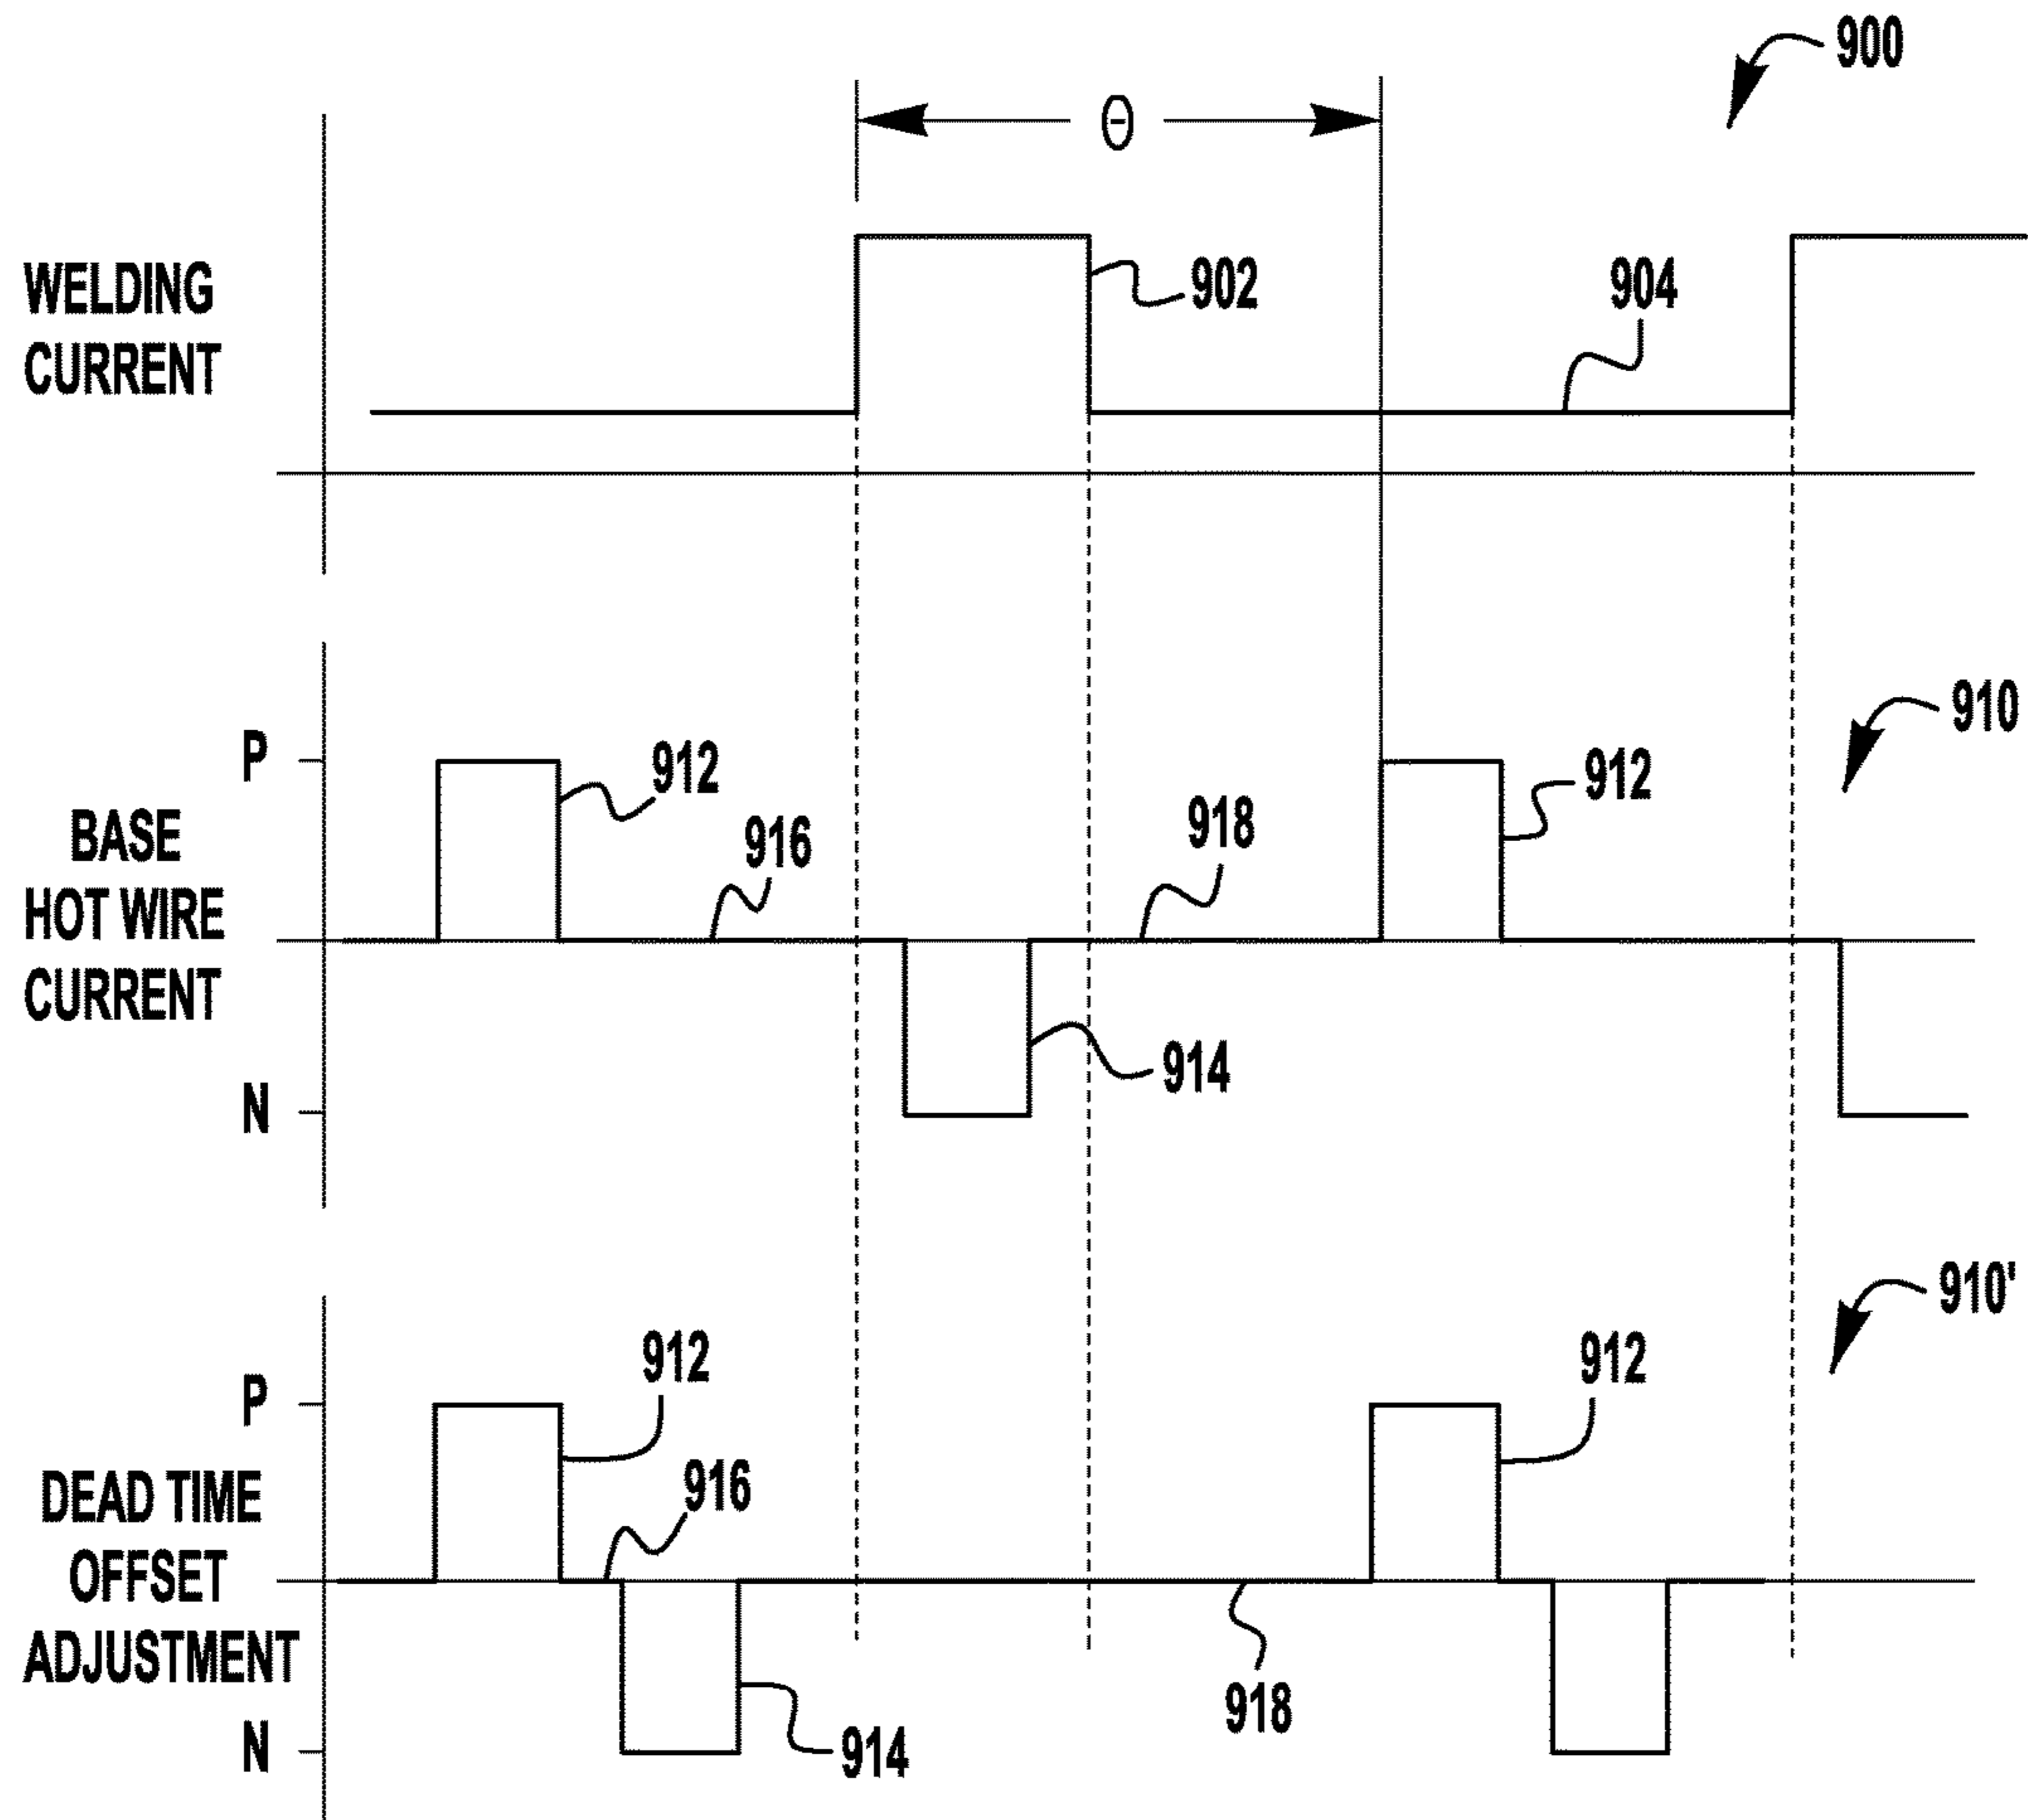 900
θ
WELDING
CURRENT
902
904
910
P
912
912
BASE
HOT WIRE
CURRENT
916
918
914
N
910'
P
912
912
916
DEAD TIME
OFFSET
ADJUSTMENT
918
N
914